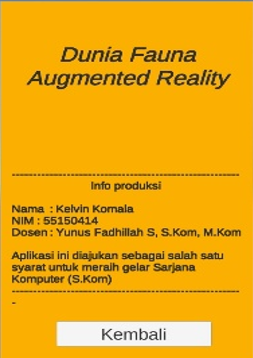 Dunia Fauna
Augmented Reality
--------------------------------------------
Info produksi
Nama : Kelvin Komala
NIM : 55150414
Dosen : Yunus Fadhillah S, S.Kom, M.Kom
Aplikasi ini diajukan sebagai salah satu
syarat untuk meraih gelar Sarjana
Komputer (S.Kom)
--------------------------------------------
-
Kembali